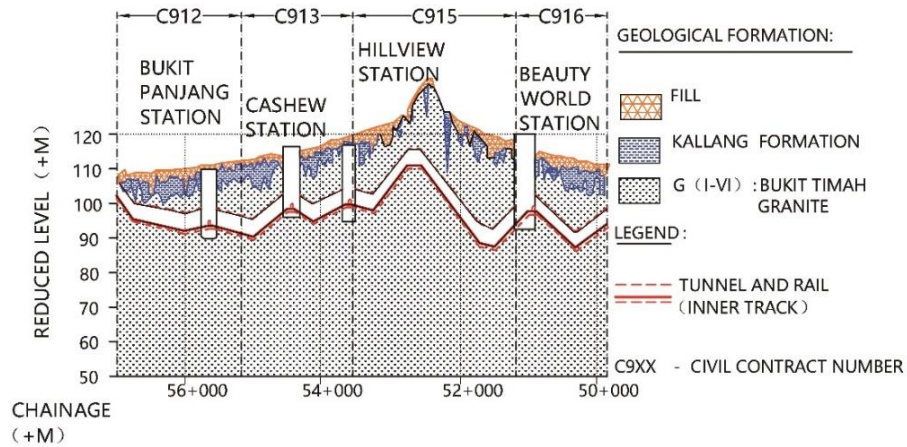 C912
C913
C915
C916
BUKIT
PANJANG
STATION
CASHEW
STATION
HILLVIEW
STATION
BEAUTY
WORLD
STATION
REDUCED LEVEL (+M)
120
110
100
90
80
70
60
50
56+000
54+000
52+000
50+000
CHAINAGE
(+M)
GEOLOGICAL FORMATION:
FILL
KALLANG FORMATION
G (I-VI) : BUKIT TIMAH
GRANITE
LEGEND :
TUNNEL AND RAIL
(INNER TRACK)
C9XX - CIVIL CONTRACT NUMBER